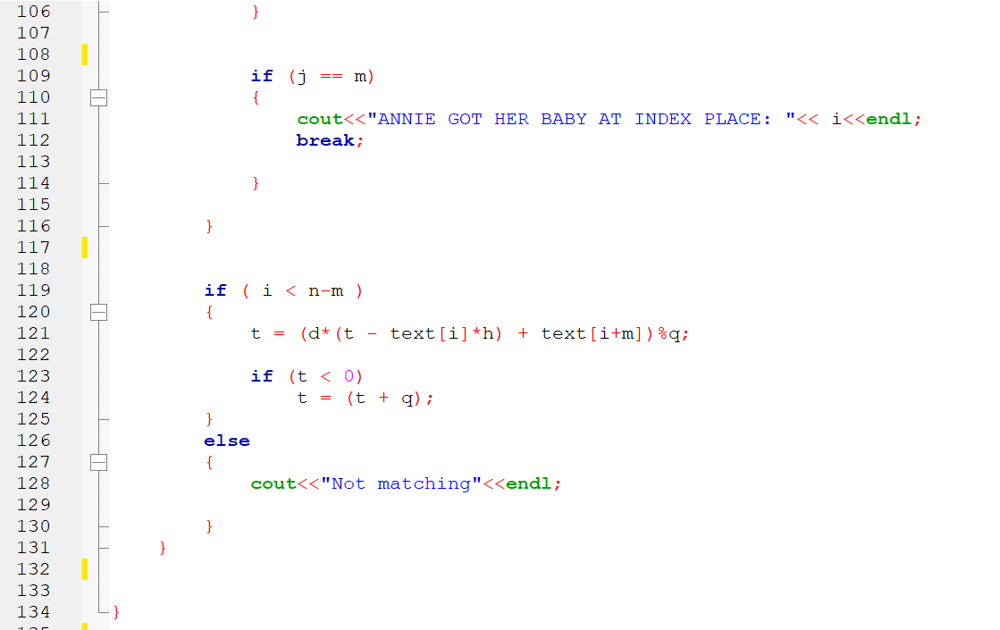 106 }
107
108
109 if (j == m)
110 {
111 cout<<"ANNIE GOT HER BABY AT INDEX PLACE: "<< i<<endl;
112 break;
113
114 }
115
116 }
117
118
119 if ( i < n-m )
120 {
121 t = (d*(t - text[i]*h) + text[i+m])%q;
122
123 if (t < 0)
124 t = (t + q);
125 }
126 else
127 {
128 cout<<"Not matching"<<endl;
129
130 }
131 }
132
133
134 }